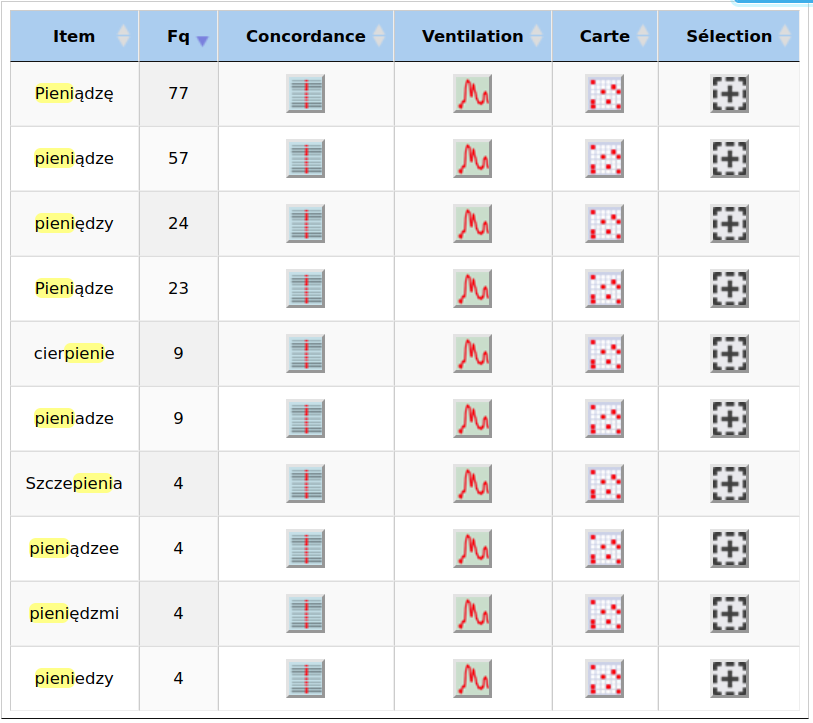 Item Fq Concordance Ventilation Carte Sélection
Pieniądzę 77
pieniądze 57
pieniędzy 24
Pieniądze 23
cierpienie 9
pieniadze 9
Szczepienia 4
pieniądzee 4
pieniędzmi 4
pieniedzy 4